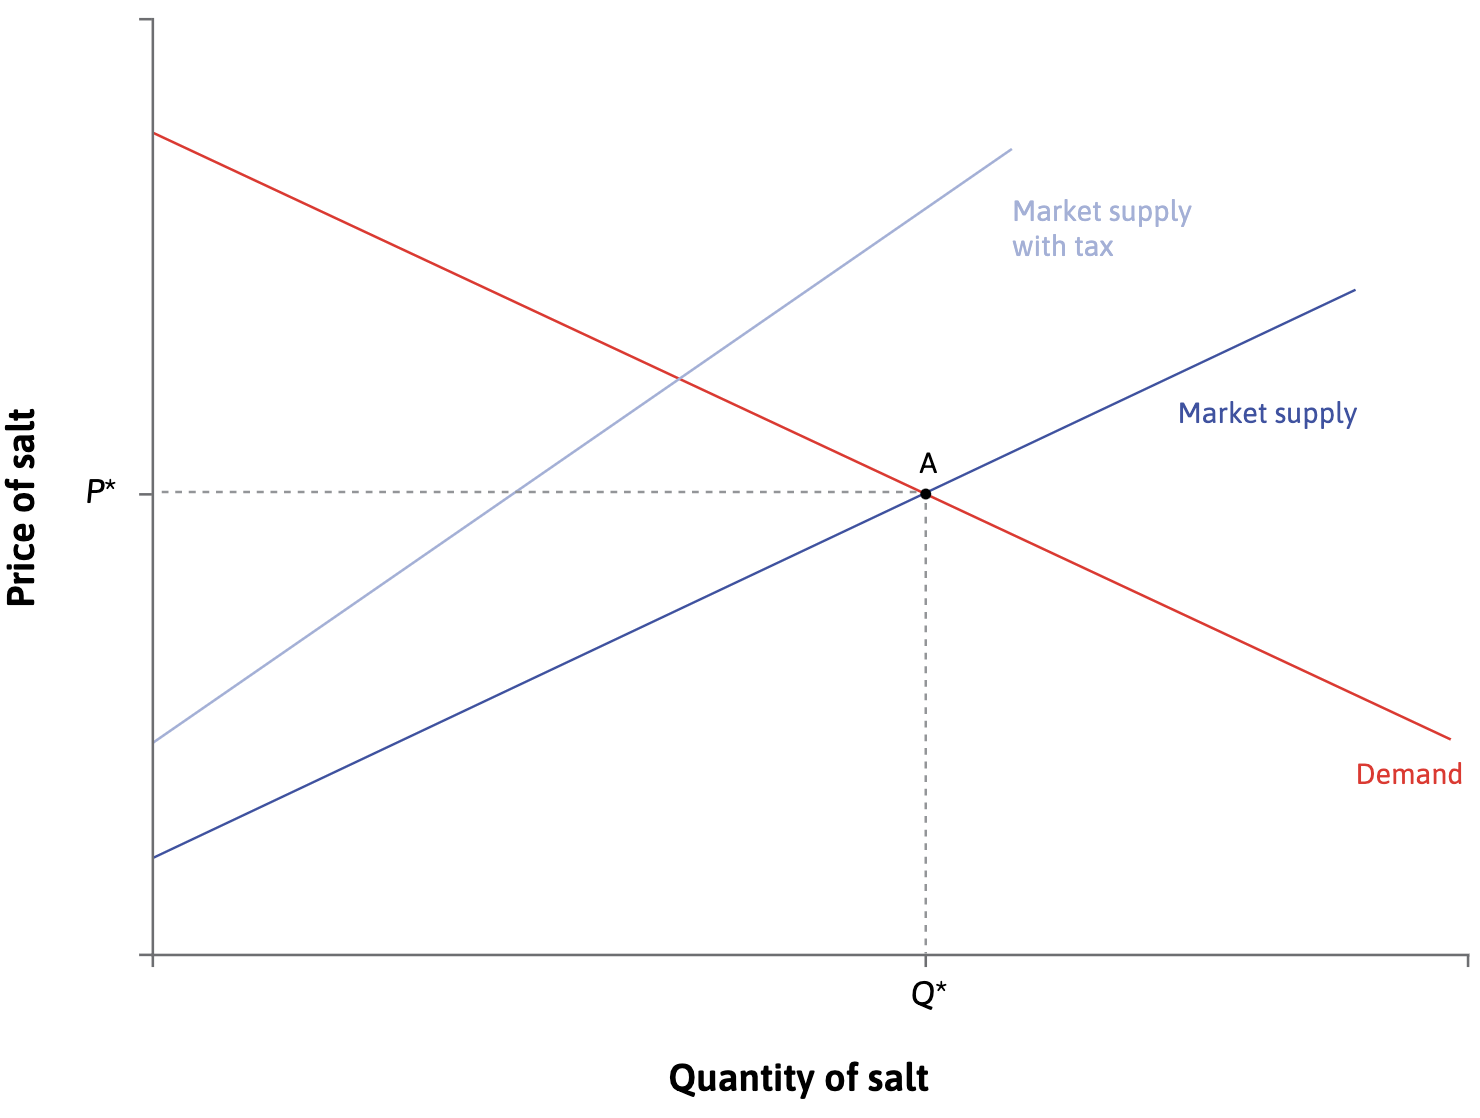 Market supply
with tax
Market supply
A
P*
Price of salt
Demand
Q*
Quantity of salt